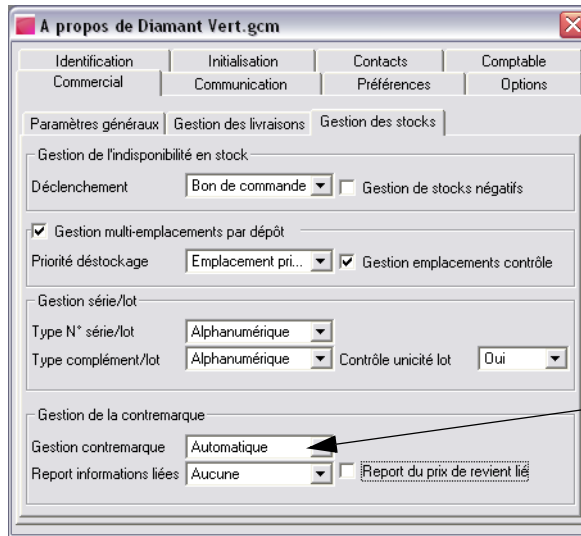 A propos de Diamant Vert.gcm
Identification Initialisation Contacts Comptable
Commercial Communication Préférences Options
Paramètres généraux Gestion des livraisons Gestion des stocks
Gestion de l'indisponibilité en stock
Déclenchement Bon de commande Gestion de stocks négatifs
Gestion multi-emplacements par dépôt
Priorité déstockage Emplacement pri... Gestion emplacements contrôle
Gestion série/lot
Type N° série/lot Alphanumérique
Type complément/lot Alphanumérique Contrôle unicité lot Oui
Gestion de la contremarque
Gestion contremarque Automatique
Report informations liées Aucune Report du prix de revient lié